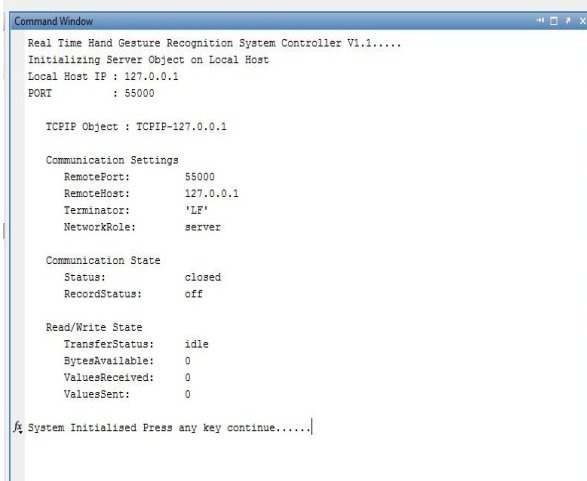 Command Window
Real Time Hand Gesture Recognition System Controller V1.1.....
Initializing Server Object on Local Host
Local Host IP : 127.0.0.1
PORT : 55000
TCPIP Object : TCPIP-127.0.0.1
Communication Settings
RemotePort: 55000
RemoteHost: 127.0.0.1
Terminator: 'LF'
NetworkRole: server
Communication State
Status: closed
RecordStatus: off
Read/Write State
TransferStatus: idle
BytesAvailable: 0
ValuesReceived: 0
ValuesSent: 0
fx System Initialised Press any key continue......